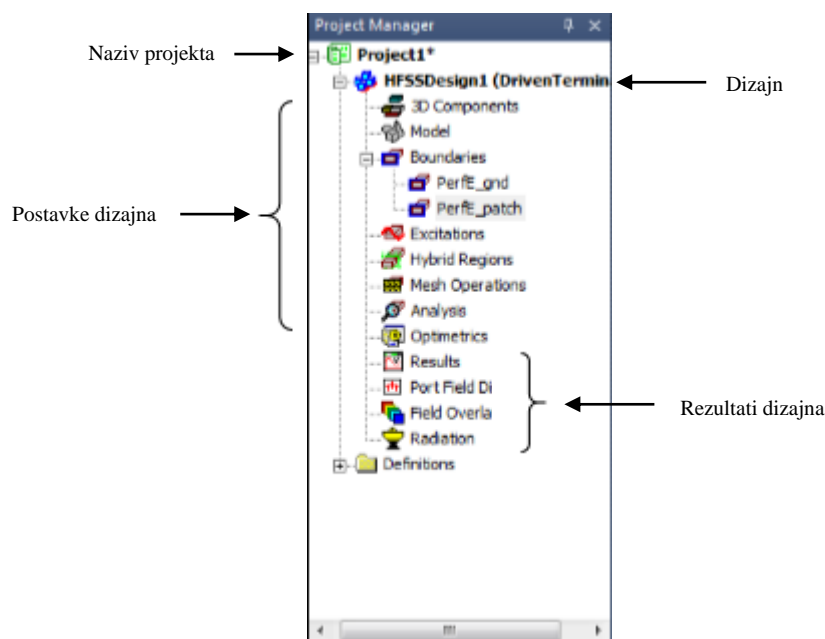 Project Manager
Naziv projekta
Project1*
HFSSDesign1 (DrivenTermin
Dizajn
3D Components
Model
Boundaries
PerfE_gnd
PerfE_patch
Postavke dizajna
Excitations
Hybrid Regions
Mesh Operations
Analysis
Optimetrics
Results
Port Field Di
Field Overla
Rezultati dizajna
Radiation
Definitions